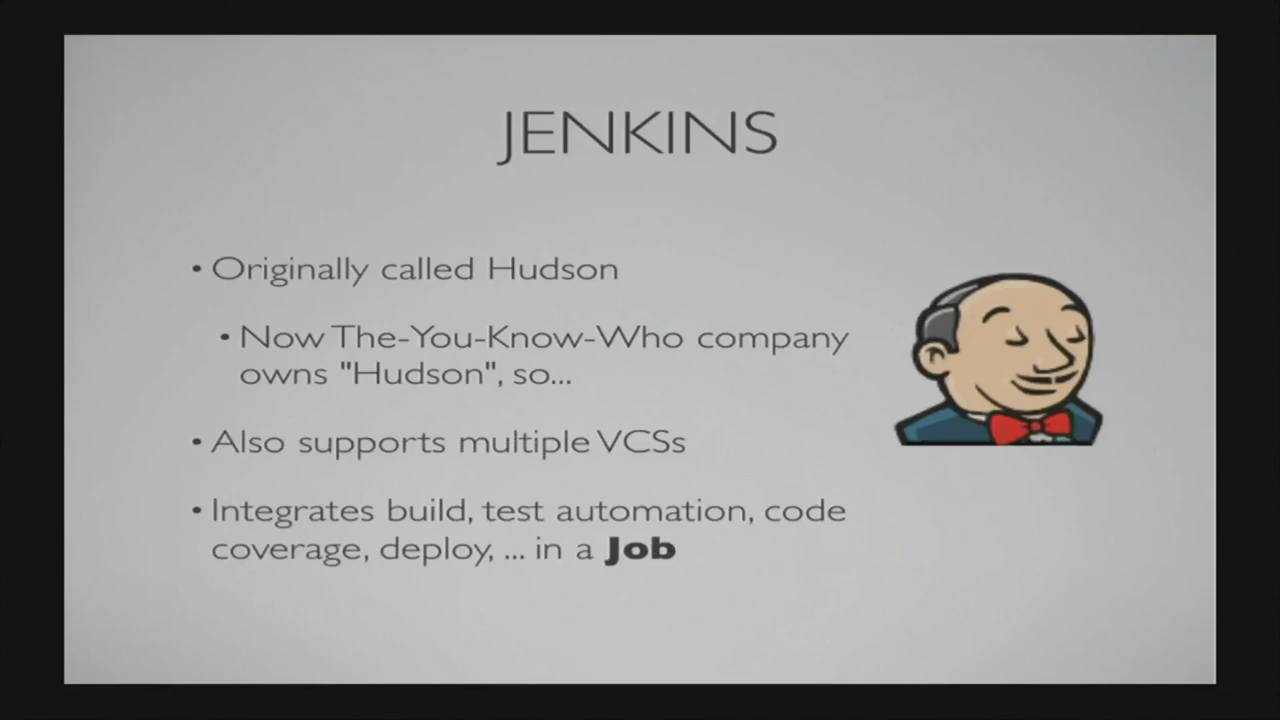 JENKINS
• Originally called Hudson
• Now The-You-Know-Who company
owns "Hudson", so...
• Also supports multiple VCSs
• Integrates build, test automation, code
coverage, deploy, ... in a Job